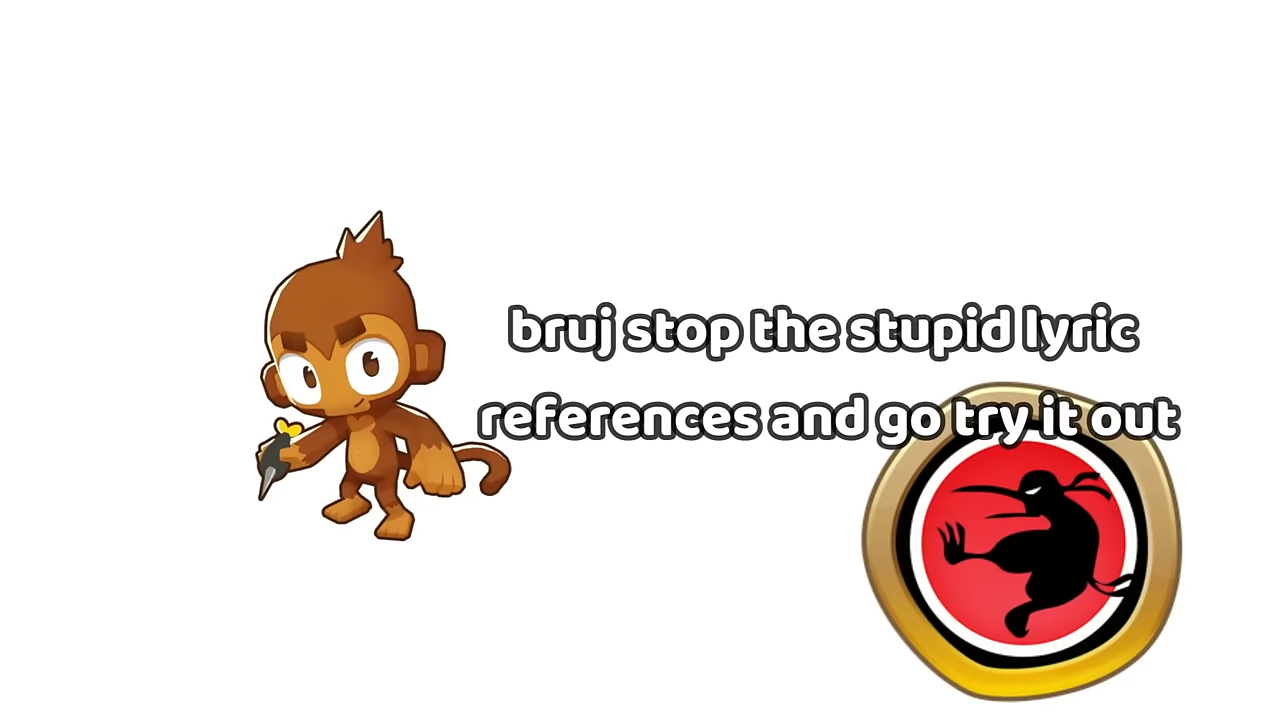 bruj stop the stupid lyric
references and go try it out